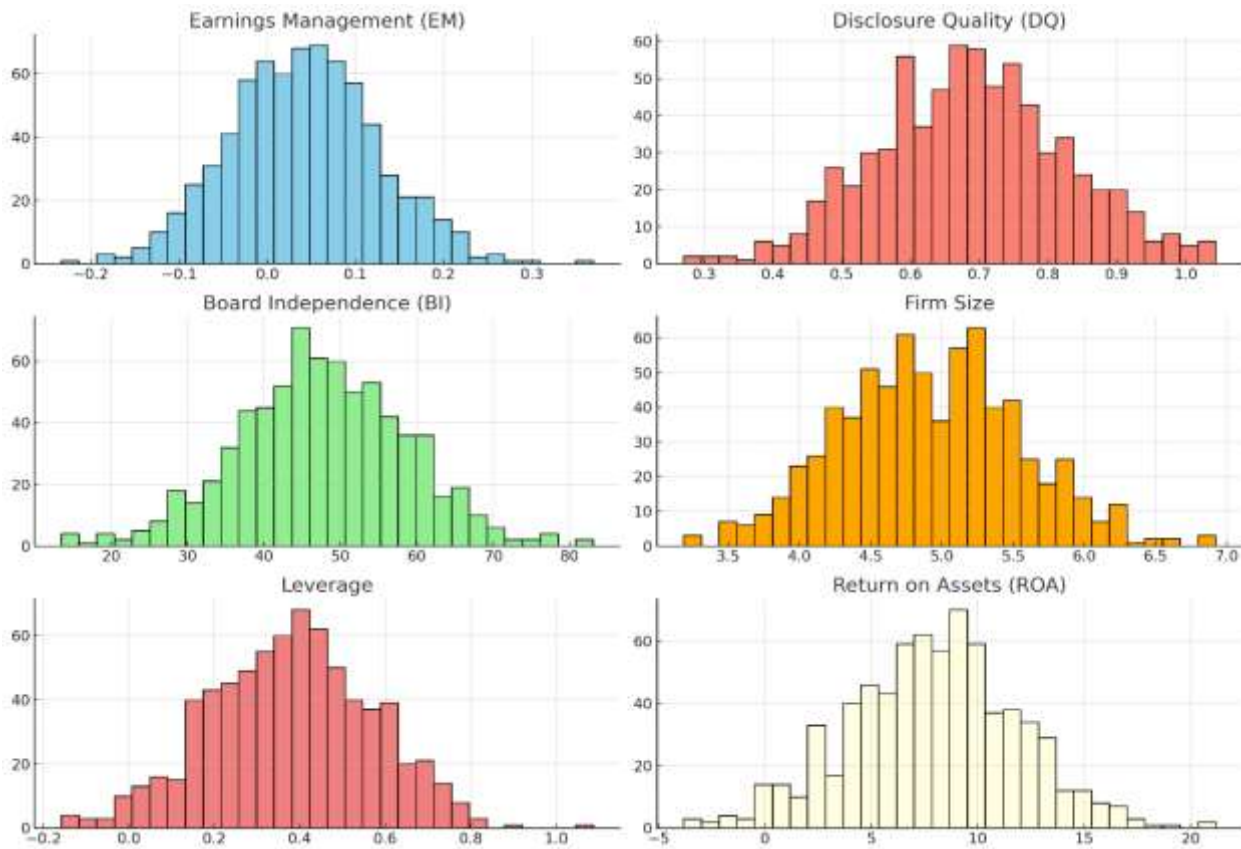 Earnings Management (EM)
60
40
20
0
−0.2 −0.1 0.0 0.1 0.2 0.3
Disclosure Quality (DQ)
60
50
40
30
20
10
0
0.3 0.4 0.5 0.6 0.7 0.8 0.9 1.0
Board Independence (BI)
60
40
20
0
20 30 40 50 60 70 80
Firm Size
60
50
40
30
20
10
0
3.5 4.0 4.5 5.0 5.5 6.0 6.5 7.0
Leverage
60
40
20
0
−0.2 0.0 0.2 0.4 0.6 0.8 1.0
Return on Assets (ROA)
60
40
20
0
−5 0 5 10 15 20